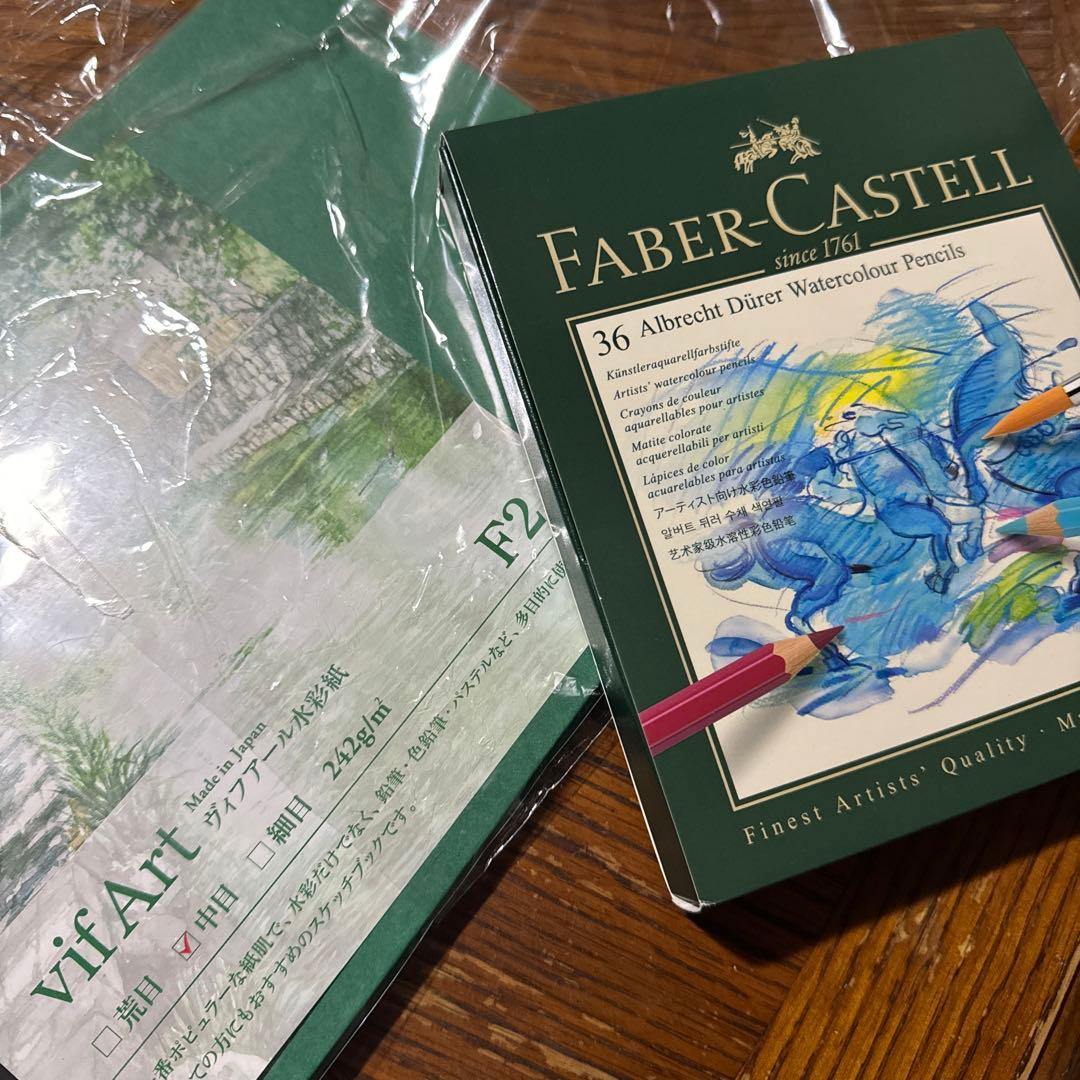 vifArt
Made in Japan
ヴィフアール水彩紙
F2
荒目
中目
細目
242g/m²
番ポピュラーな紙肌で、水彩だけでなく、鉛筆・色鉛筆・パステルなど、多目的に使
ての方にもおすすめのスケッチブックです。
FABER-CASTELL
since 1761
36 Albrecht Dürer Watercolour Pencils
Künstleraquarellfarbstifte
Artists' watercolour pencils
Crayons de couleur
aquarellables pour artistes
Matite colorate
acquerellabili per artisti
Lápices de color
acuarelables para artistas
アーティスト向け水彩色鉛筆
알버트 뒤러 수채 색연필
艺术家级水溶性彩色铅笔
Finest Artists' Quality · Ma